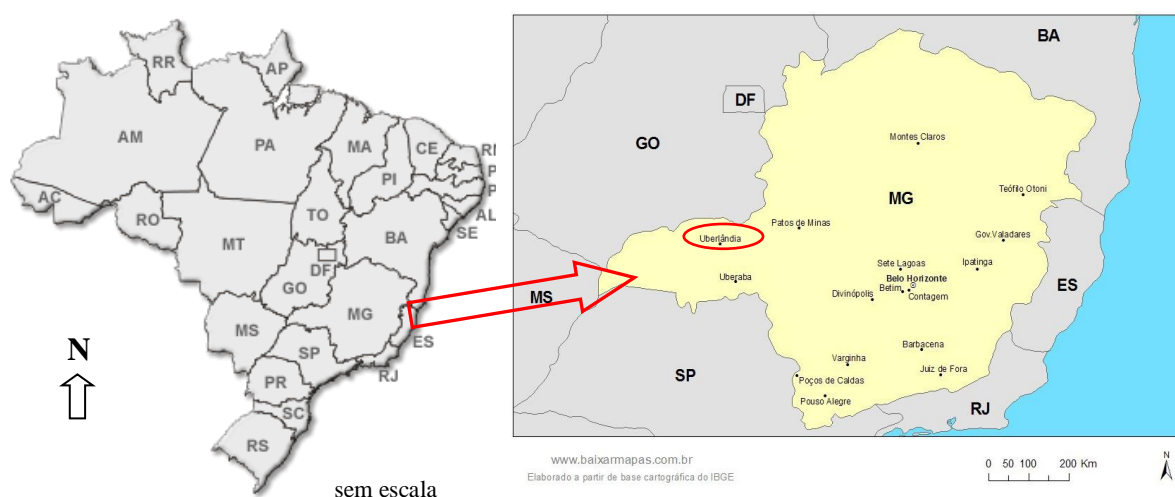 RR
AP
AM
PA
MA
CE
RI
P
PI
P
AC
AL
RO
TO
SE
MT
BA
DF
GO
MG
MS
ES
SP
RJ
PR
SC
RS
N
sem escala
BA
DF
GO
Montes Claros
MG
Teófilo Otoni
Patos de Minas
Uberlândia
Gov.Valadares
Sete Lagoas
Ipatinga
Belo Horizonte
Uberaba
Betim
Contagem
Divinópolis
MS
ES
Barbacena
Varginha
Juiz de Fora
SP
Poços de Caldas
Pouso Alegre
RJ
www.baixarmapas.com.br
Elaborado a partir de base cartográfica do IBGE
0 50 100 200 Km
N